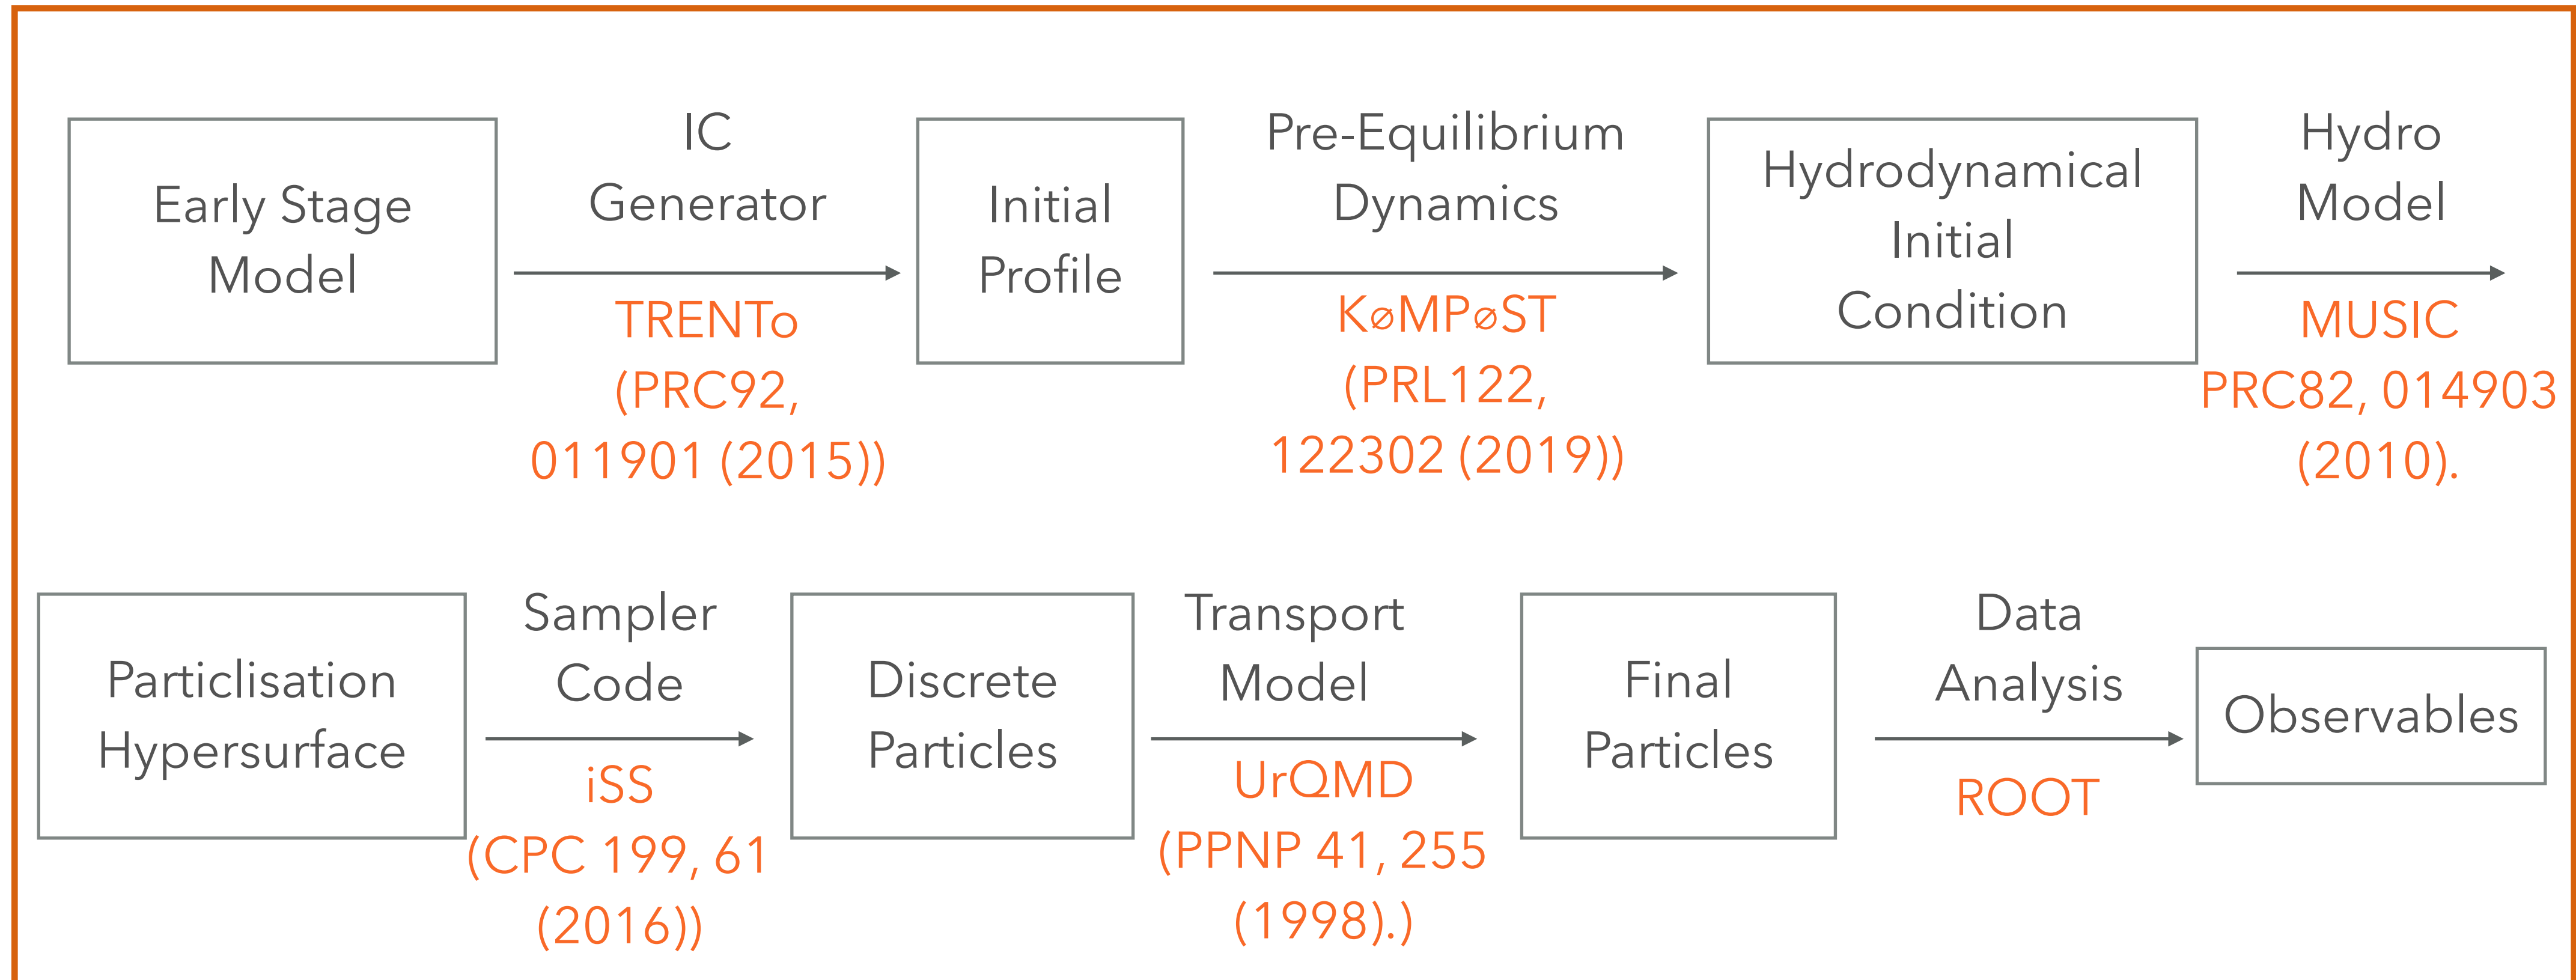 Early Stage
Model
IC
Generator
TRENTo
(PRC92,
011901 (2015))
Initial
Profile
Pre-Equilibrium
Dynamics
KøMPøST
(PRL122,
122302 (2019))
Hydrodynamical
Initial
Condition
Hydro
Model
MUSIC
PRC82, 014903
(2010).
Particlisation
Hypersurface
Sampler
Code
iSS
(CPC 199, 61
(2016))
Discrete
Particles
Transport
Model
UrQMD
(PPNP 41, 255
(1998).)
Final
Particles
Data
Analysis
ROOT
Observables